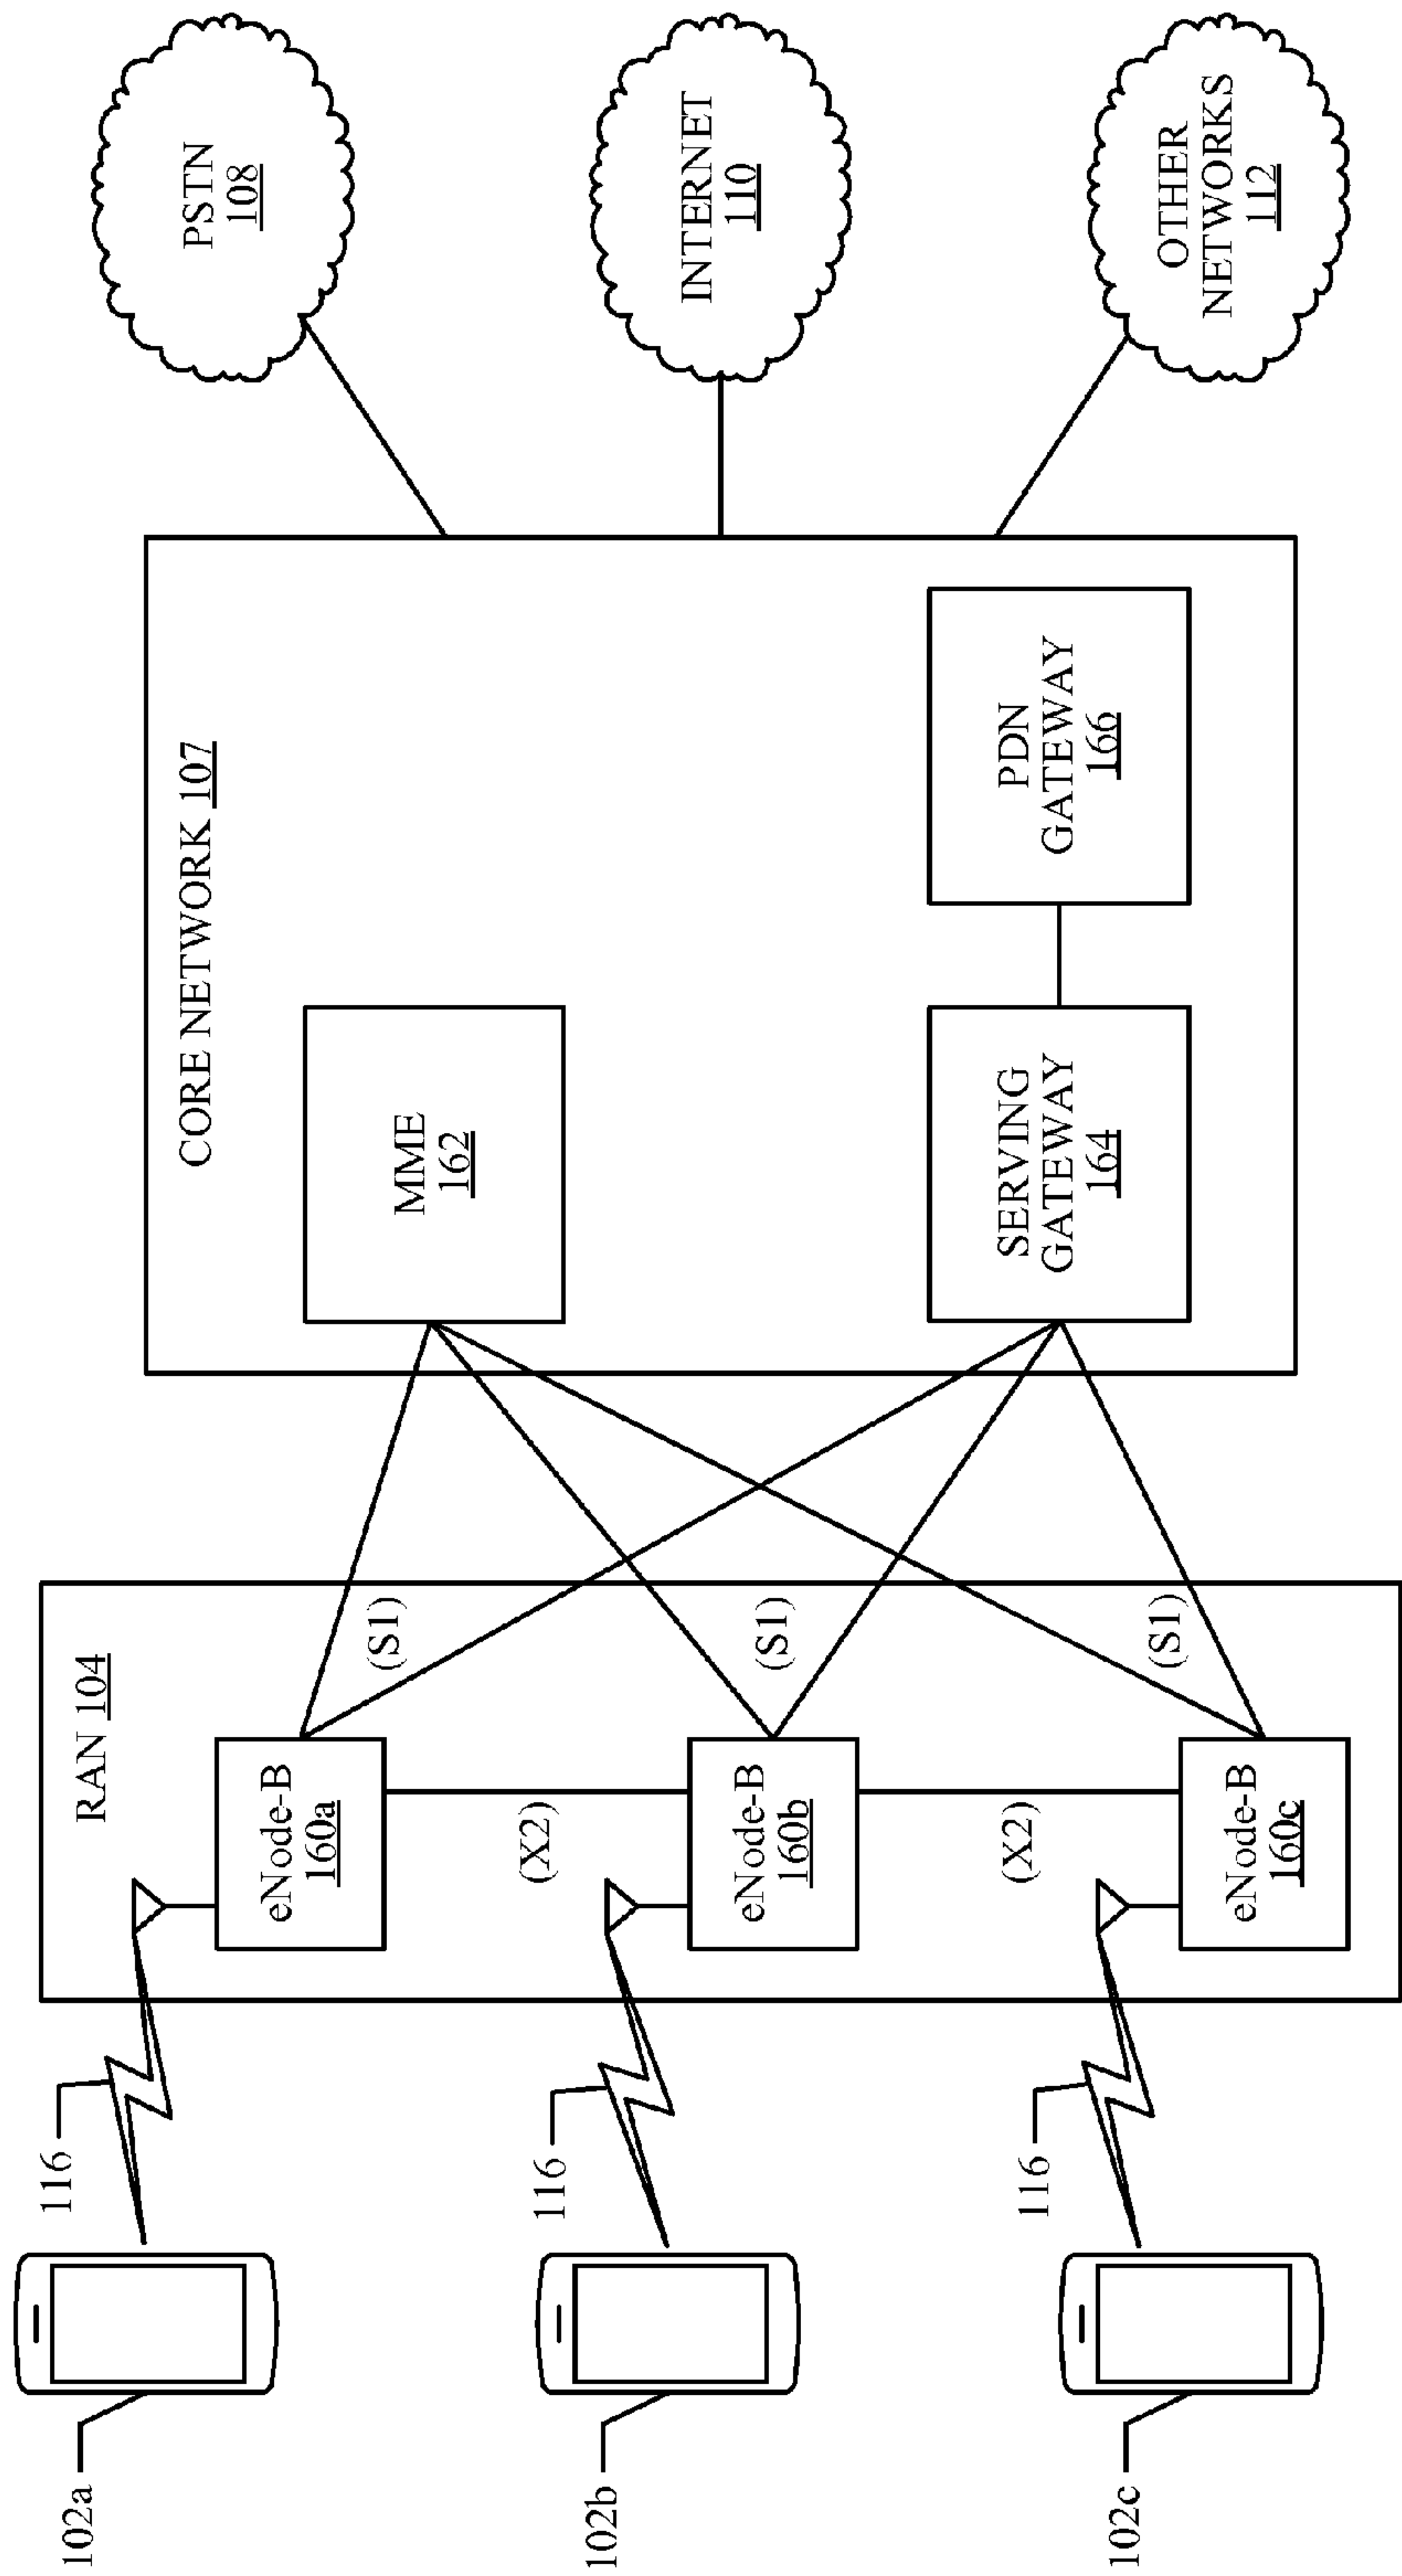 102a
102b
102c
116
116
116
RAN 104
eNode-B
160a
eNode-B
160b
eNode-B
160c
(X2)
(X2)
(S1)
(S1)
(S1)
CORE NETWORK 107
MME
162
SERVING
GATEWAY
164
PDN
GATEWAY
166
PSTN
108
INTERNET
110
OTHER
NETWORKS
112